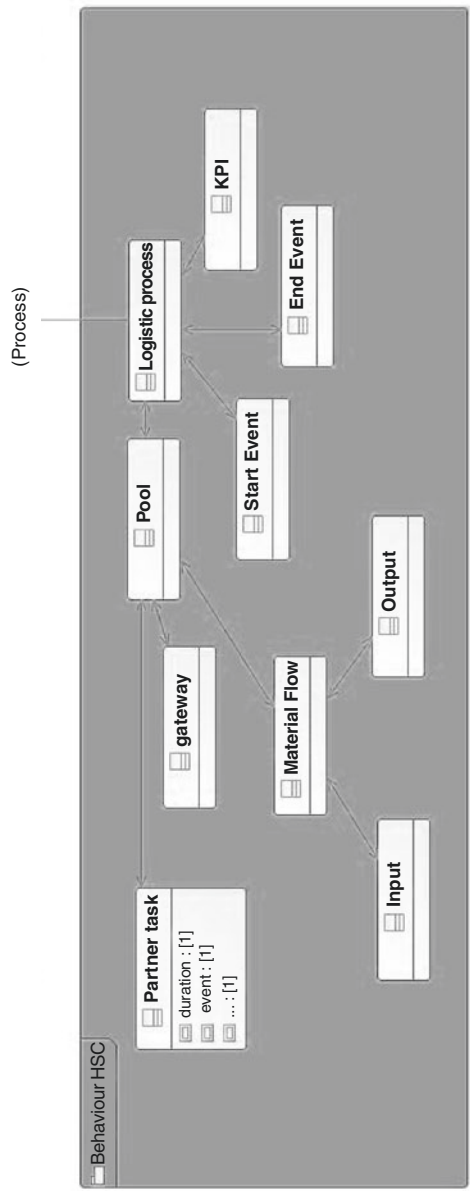 (Process)
Behaviour HSC
Partner task
duration : [1]
event : [1]
... : [1]
gateway
Pool
Logistic process
KPI
Material Flow
Start Event
End Event
Input
Output